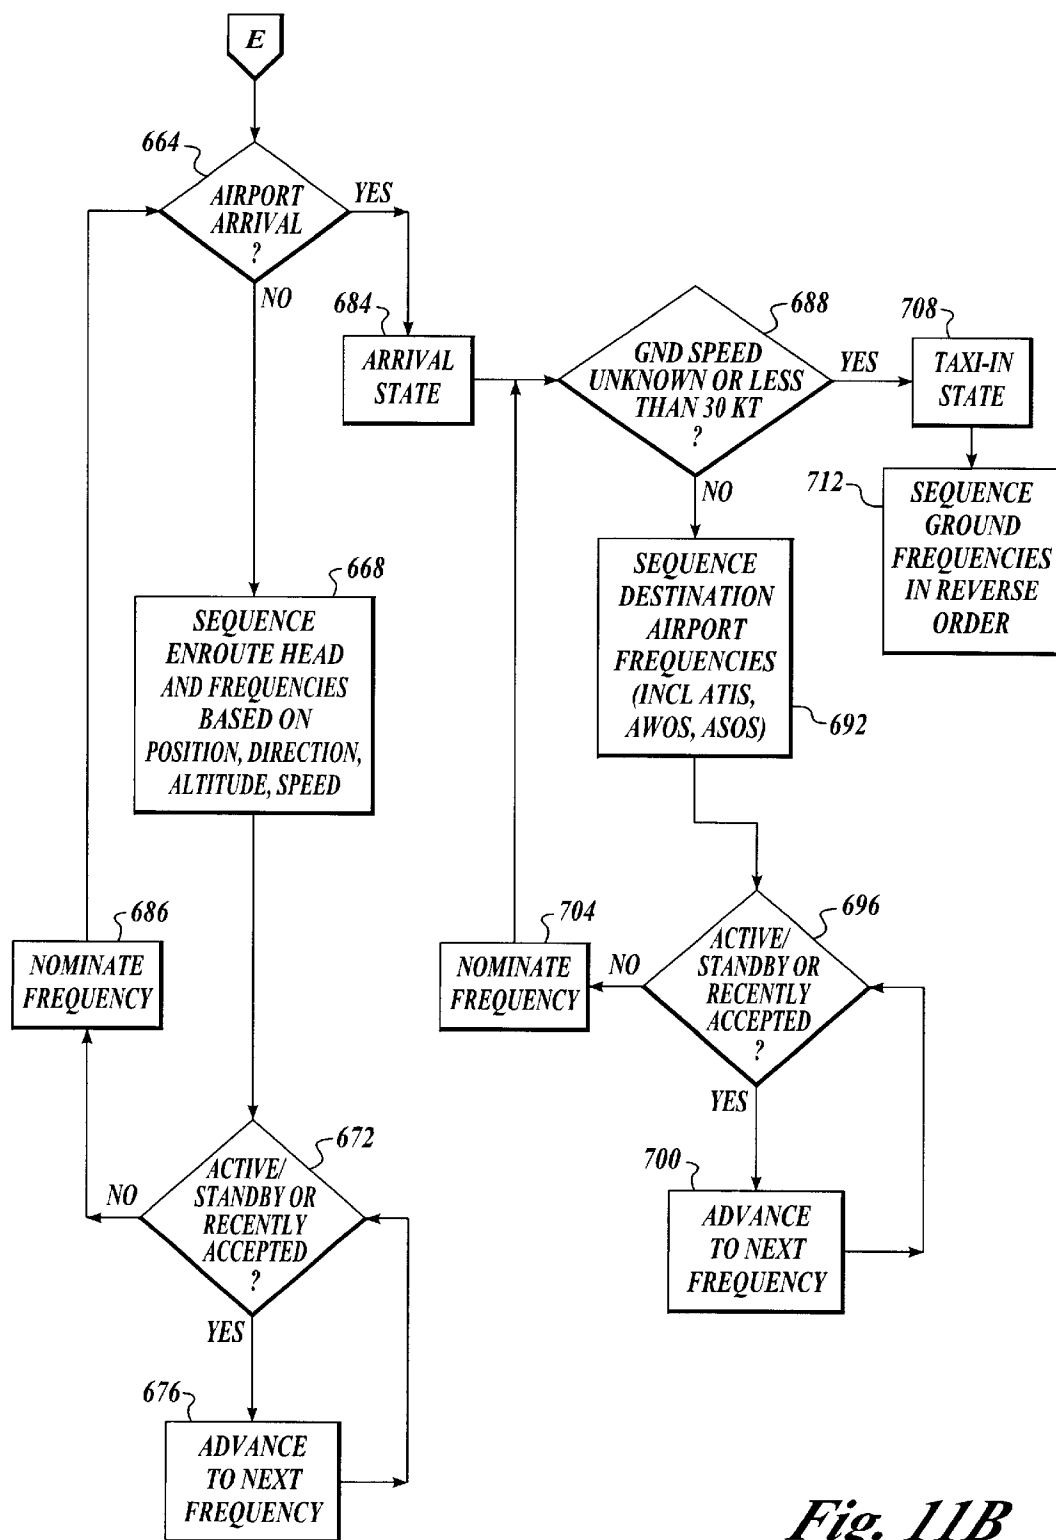 E
664
AIRPORT
ARRIVAL
?
YES
NO
684
ARRIVAL
STATE
688
GND SPEED
UNKNOWN OR LESS
THAN 30 KT
?
YES
NO
708
TAXI-IN
STATE
712
SEQUENCE
GROUND
FREQUENCIES
IN REVERSE
ORDER
668
SEQUENCE
ENROUTE HEAD
AND FREQUENCIES
BASED ON
POSITION, DIRECTION,
ALTITUDE, SPEED
SEQUENCE
DESTINATION
AIRPORT
FREQUENCIES
(INCL ATIS,
AWOS, ASOS)
692
686
NOMINATE
FREQUENCY
704
NOMINATE
FREQUENCY
NO
696
ACTIVE/
STANDBY OR
RECENTLY
ACCEPTED
?
YES
700
ADVANCE
TO NEXT
FREQUENCY
672
NO
ACTIVE/
STANDBY OR
RECENTLY
ACCEPTED
?
YES
676
ADVANCE
TO NEXT
FREQUENCY
Fig. 11B